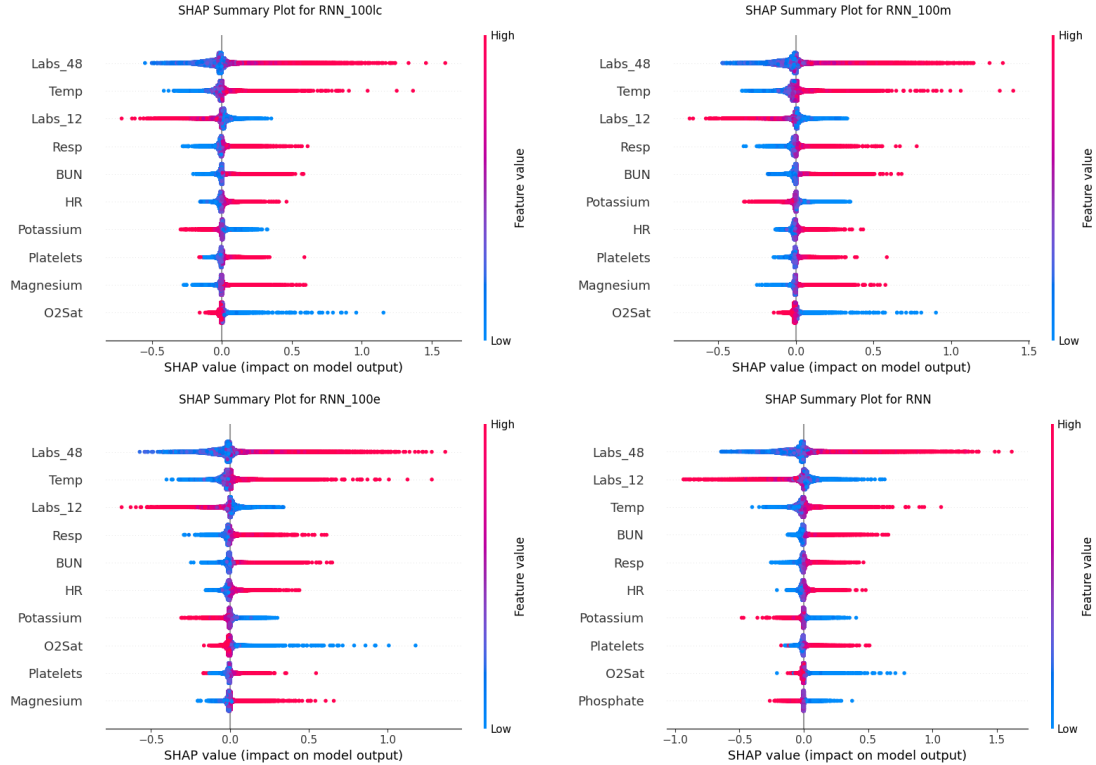 SHAP Summary Plot for RNN_100lc
High
Labs_48
Temp
Labs_12
Resp
BUN
HR
Potassium
Platelets
Magnesium
O2Sat
Feature value
Low
−0.5 0.0 0.5 1.0 1.5
SHAP value (impact on model output)
SHAP Summary Plot for RNN_100m
High
Labs_48
Temp
Labs_12
Resp
BUN
Potassium
HR
Platelets
Magnesium
O2Sat
Feature value
Low
−0.5 0.0 0.5 1.0 1.5
SHAP value (impact on model output)
SHAP Summary Plot for RNN_100e
High
Labs_48
Temp
Labs_12
Resp
BUN
HR
Potassium
O2Sat
Platelets
Magnesium
Feature value
Low
−0.5 0.0 0.5 1.0
SHAP value (impact on model output)
SHAP Summary Plot for RNN
High
Labs_48
Labs_12
Temp
BUN
Resp
HR
Potassium
Platelets
O2Sat
Phosphate
Feature value
Low
−1.0 −0.5 0.0 0.5 1.0 1.5
SHAP value (impact on model output)